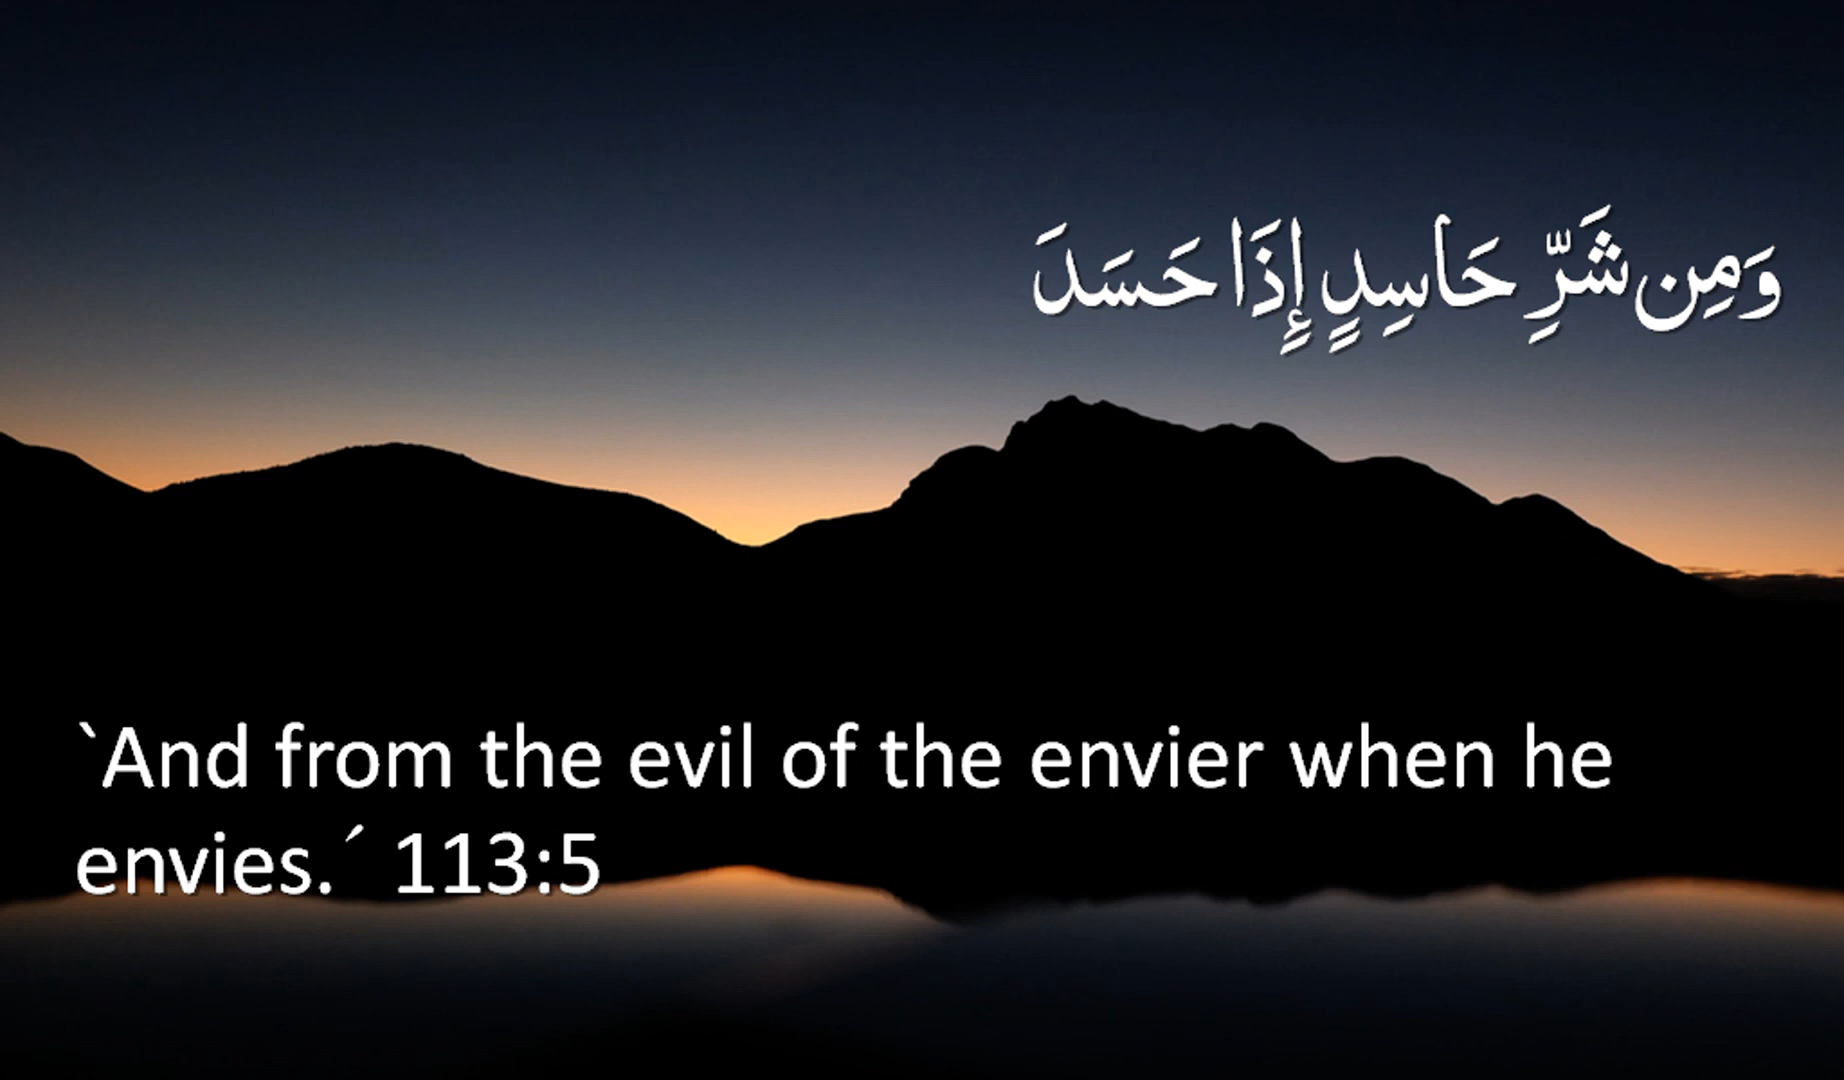 وَمِن شَرِّ حَاسِدٍ إِذَا حَسَدَ
`And from the evil of the envier when he
envies.´ 113:5